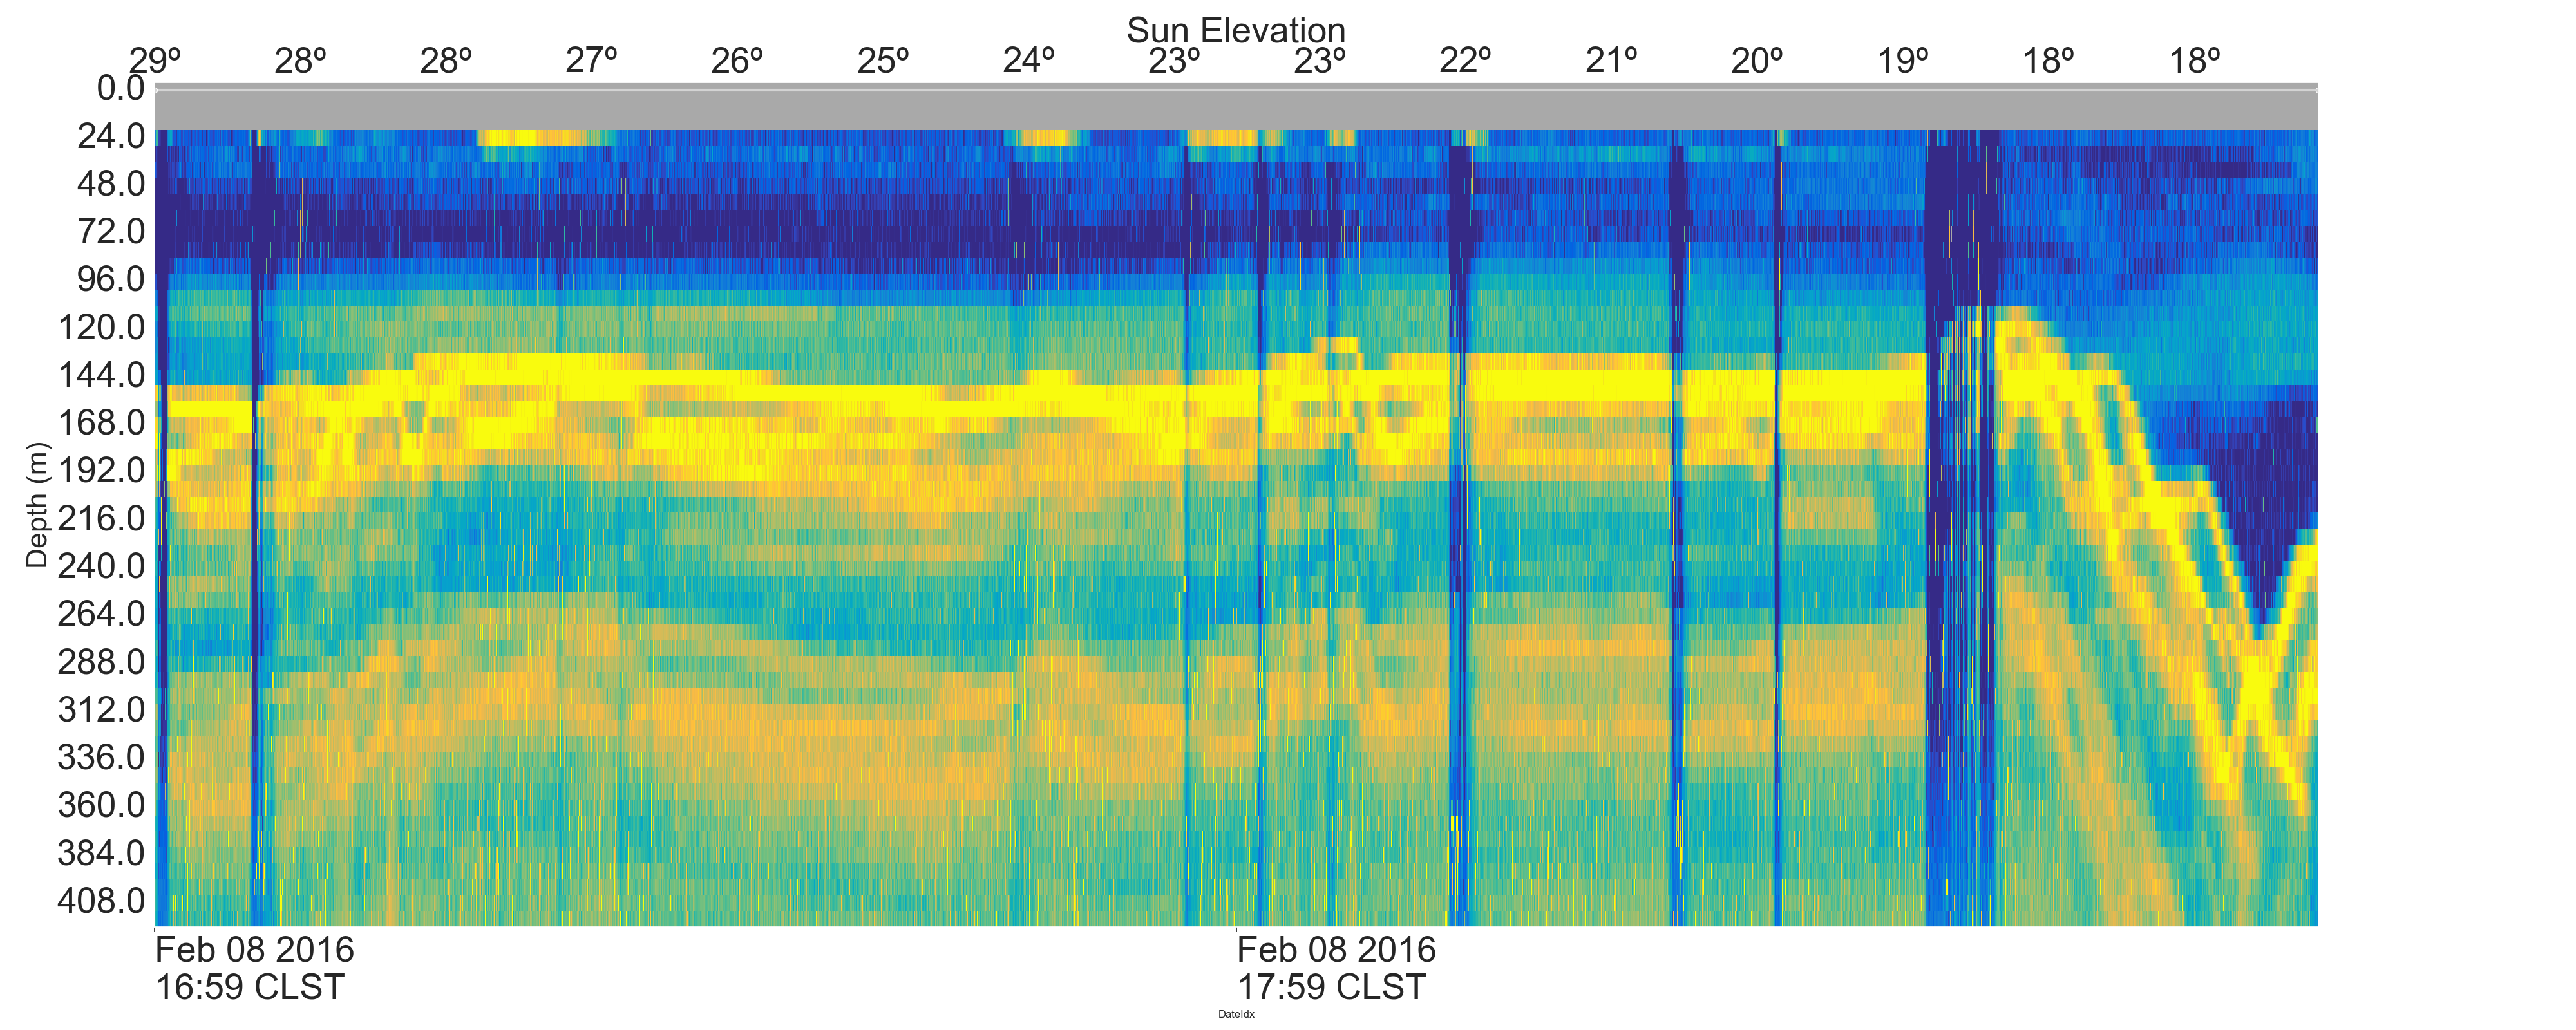 Sun Elevation
29º 28º 28º 27º 26º 25º 24º 23º 23º 22º 21º 20º 19º 18º 18º
0.0
24.0
48.0
72.0
96.0
120.0
144.0
168.0
192.0
216.0
240.0
264.0
288.0
312.0
336.0
360.0
384.0
408.0
Depth (m)
Feb 08 2016
16:59 CLST
Feb 08 2016
17:59 CLST
DateIdx